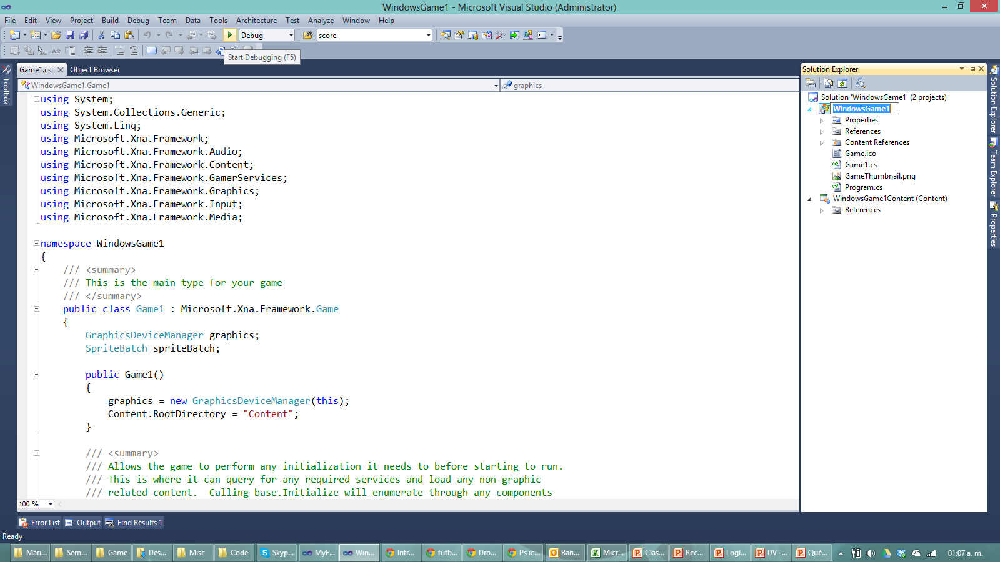 WindowsGame1 - Microsoft Visual Studio (Administrator)
File Edit View Project Build Debug Team Data Tools Architecture Test Analyze Window Help
Debug score
Start Debugging (F5)
Game1.cs Object Browser
WindowsGame1.Game1 graphics
Toolbox
using System;
using System.Collections.Generic;
using System.Linq;
using Microsoft.Xna.Framework;
using Microsoft.Xna.Framework.Audio;
using Microsoft.Xna.Framework.Content;
using Microsoft.Xna.Framework.GamerServices;
using Microsoft.Xna.Framework.Graphics;
using Microsoft.Xna.Framework.Input;
using Microsoft.Xna.Framework.Media;
namespace WindowsGame1
{
/// <summary>
/// This is the main type for your game
/// </summary>
public class Game1 : Microsoft.Xna.Framework.Game
{
GraphicsDeviceManager graphics;
SpriteBatch spriteBatch;
public Game1()
{
graphics = new GraphicsDeviceManager(this);
Content.RootDirectory = "Content";
}
/// <summary>
/// Allows the game to perform any initialization it needs to before starting to run.
/// This is where it can query for any required services and load any non-graphic
/// related content.  Calling base.Initialize will enumerate through any components
100 %
Solution Explorer
Solution 'WindowsGame1' (2 projects)
WindowsGame1
Properties
References
Content References
Game.ico
Game1.cs
GameThumbnail.png
Program.cs
WindowsGame1Content (Content)
References
Solution Explorer
Team Explorer
Properties
Error List Output Find Results 1
Ready
Mari... Sem... Game Des... Misc Code Skyp... MyF... Win... Intr... futb... Dro... Ps ic... Ban... Micr... Clas... Rec... Logí... DV -... Qué... 01:07 a. m.